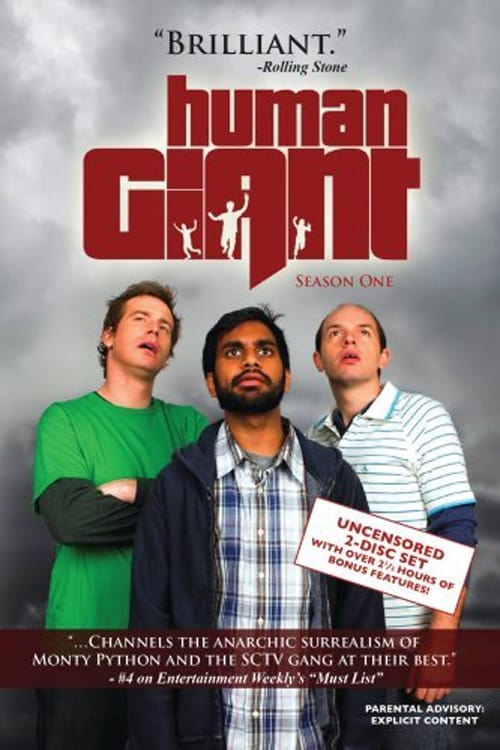 “BRILLIANT.”
-Rolling Stone
human
Giant
SEASON ONE
UNCENSORED
2-DISC SET
WITH OVER 2½ HOURS OF
BONUS FEATURES!
“...CHANNELS THE ANARCHIC SURREALISM OF
MONTY PYTHON AND THE SCTV GANG AT THEIR BEST.”
- #4 on Entertainment Weekly’s “Must List”
PARENTAL ADVISORY:
EXPLICIT CONTENT